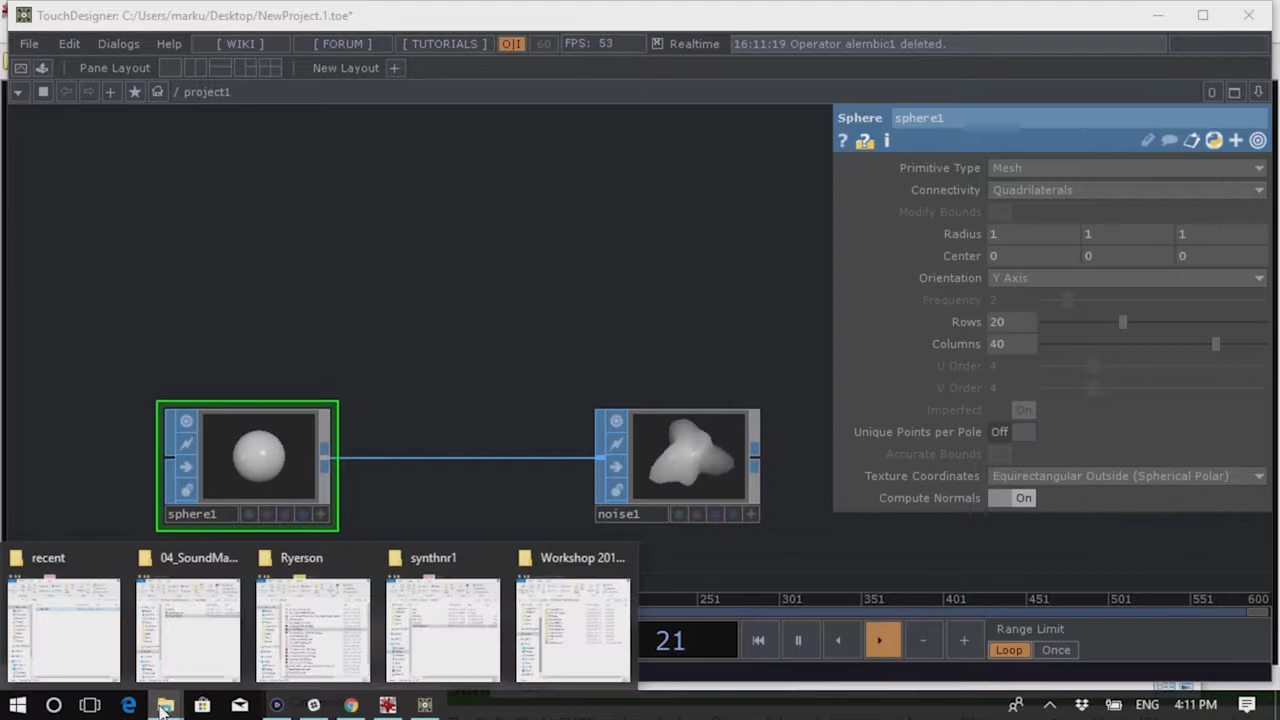 TouchDesigner: C:/Users/marku/Desktop/NewProject.1.toe*
File Edit Dialogs Help [ WIKI ] [ FORUM ] [ TUTORIALS ] O|I 60 FPS: 53 Realtime 16:11:19 Operator alembic1 deleted.
Pane Layout New Layout +
/ project1 0
Sphere sphere1
? ? i
Primitive Type Mesh
Connectivity Quadrilaterals
Modify Bounds
Radius 1 1 1
Center 0 0 0
Orientation Y Axis
Frequency 2
Rows 20
Columns 40
U Order 4
V Order 4
Imperfect On
Unique Points per Pole Off
Accurate Bounds
Texture Coordinates Equirectangular Outside (Spherical Polar)
Compute Normals On
sphere1
noise1
recent 04_SoundMa... Ryerson synthnr1 Workshop 201...
251 301 351 401 451 501 551 600
21
Range Limit
Loop Once
ENG 4:11 PM